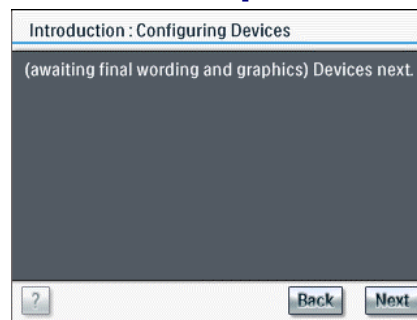 Introduction : Configuring Devices
(awaiting final wording and graphics) Devices next.
?
Back
Next